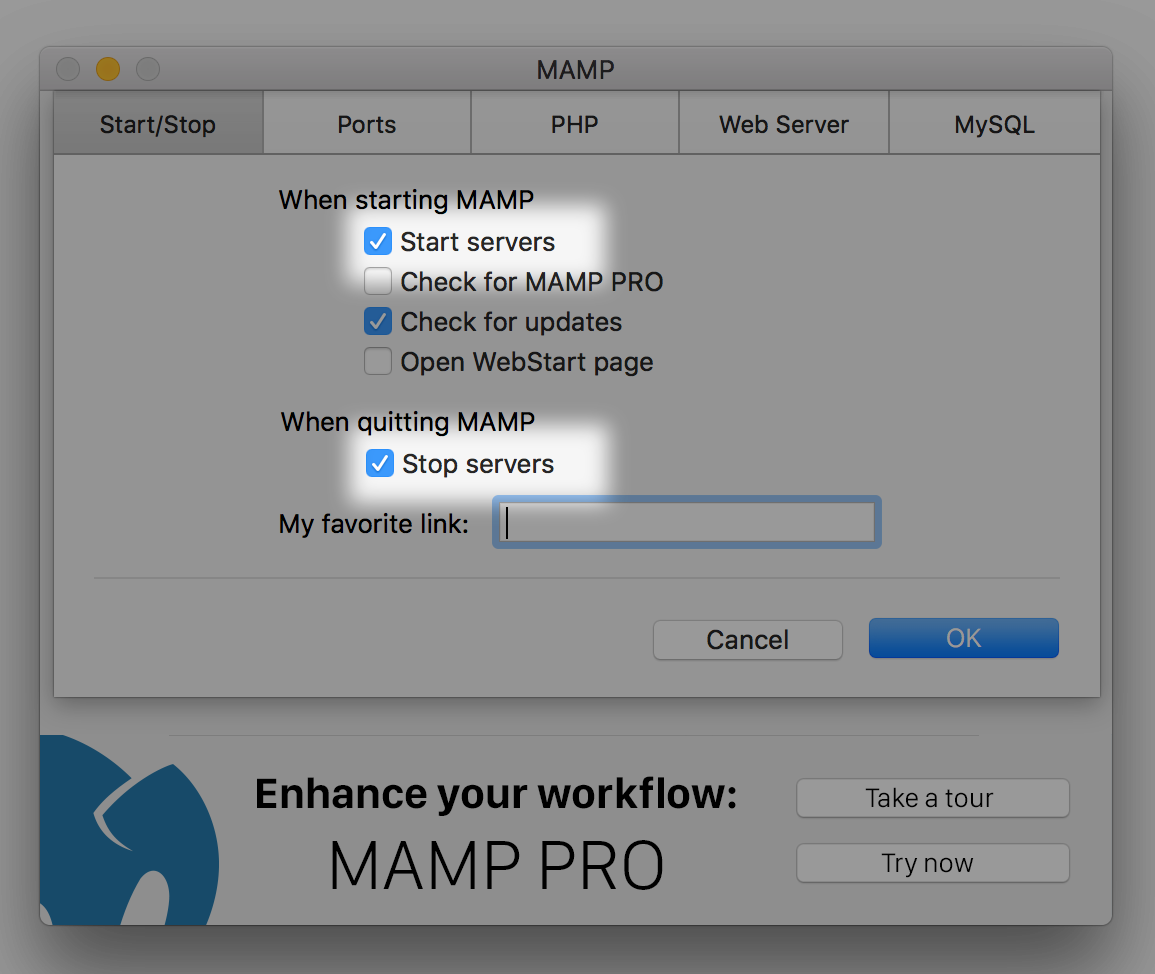 MAMP
Start/Stop Ports PHP Web Server MySQL
When starting MAMP
Start servers
Check for MAMP PRO
Check for updates
Open WebStart page
When quitting MAMP
Stop servers
My favorite link:
Cancel OK
Enhance your workflow:
MAMP PRO
Take a tour
Try now